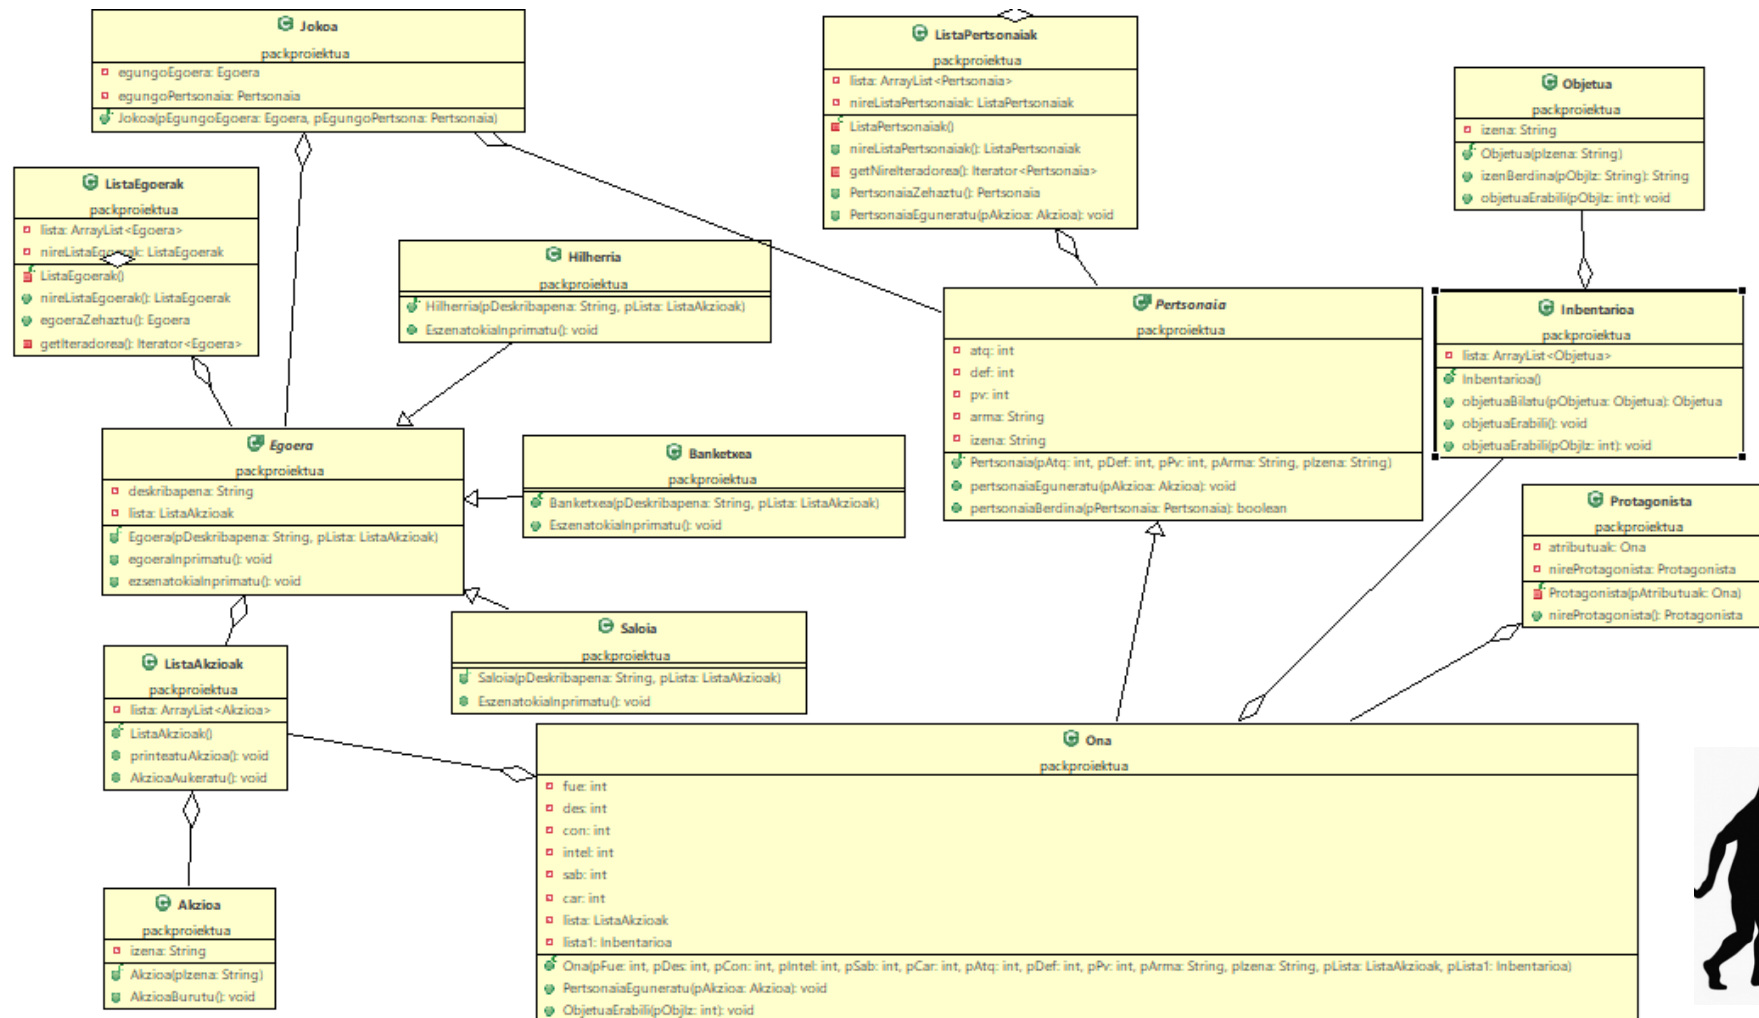 Jokoa
packproiektua
egungoEgoera: Egoera
egungoPertsonaia: Pertsonaia
Jokoa(pEgungoEgoera: Egoera, pEgungoPertsona: Pertsonaia)
ListaPertsonaiak
packproiektua
lista: ArrayList<Pertsonaia>
nireListaPertsonaiak: ListaPertsonaiak
ListaPertsonaiak()
nireListaPertsonaiak(): ListaPertsonaiak
getNireIteradorea(): Iterator<Pertsonaia>
PertsonaiaZehaztu(): Pertsonaia
PertsonaiaEguneratu(pAkzioa: Akzioa): void
Objetua
packproiektua
izena: String
Objetua(pIzena: String)
izenBerdina(pObjIz: String): String
objetuaErabili(pObjIz: int): void
ListaEgoerak
packproiektua
lista: ArrayList<Egoera>
nireListaEgoerak: ListaEgoerak
ListaEgoerak()
nireListaEgoerak(): ListaEgoerak
egoeraZehaztu(): Egoera
getIteradorea(): Iterator<Egoera>
Hilherria
packproiektua
Hilherria(pDeskribapena: String, pLista: ListaAkzioak)
EszenatokiaInprimatu(): void
Pertsonaia
packproiektua
atq: int
def: int
pv: int
arma: String
izena: String
Pertsonaia(pAtq: int, pDef: int, pPv: int, pArma: String, pIzena: String)
pertsonaiaEguneratu(pAkzioa: Akzioa): void
pertsonaiaBerdina(pPertsonaia: Pertsonaia): boolean
Inbentarioa
packproiektua
lista: ArrayList<Objetua>
Inbentarioa()
objetuaBilatu(pObjetua: Objetua): Objetua
objetuaErabili(): void
objetuaErabili(pObjIz: int): void
Egoera
packproiektua
deskribapena: String
lista: ListaAkzioak
Egoera(pDeskribapena: String, pLista: ListaAkzioak)
egoeraInprimatu(): void
ezsenatokiaInprimatu(): void
Banketxea
packproiektua
Banketxea(pDeskribapena: String, pLista: ListaAkzioak)
EszenatokiaInprimatu(): void
Protagonista
packproiektua
atributuak: Ona
nireProtagonista: Protagonista
Protagonista(pAtributuak: Ona)
nireProtagonista(): Protagonista
Saloia
packproiektua
Saloia(pDeskribapena: String, pLista: ListaAkzioak)
EszenatokiaInprimatu(): void
ListaAkzioak
packproiektua
lista: ArrayList<Akzioa>
ListaAkzioak()
printeatuAkzioa(): void
AkzioaAukeratu(): void
Ona
packproiektua
fue: int
des: int
con: int
intel: int
sab: int
car: int
lista: ListaAkzioak
lista1: Inbentarioa
Ona(pFue: int, pDes: int, pCon: int, pIntel: int, pSab: int, pCar: int, pAtq: int, pDef: int, pPv: int, pArma: String, pIzena: String, pLista: ListaAkzioak, pLista1: Inbentarioa)
PertsonaiaEguneratu(pAkzioa: Akzioa): void
ObjetuaErabili(pObjIz: int): void
Akzioa
packproiektua
izena: String
Akzioa(pIzena: String)
AkzioaBurutu(): void